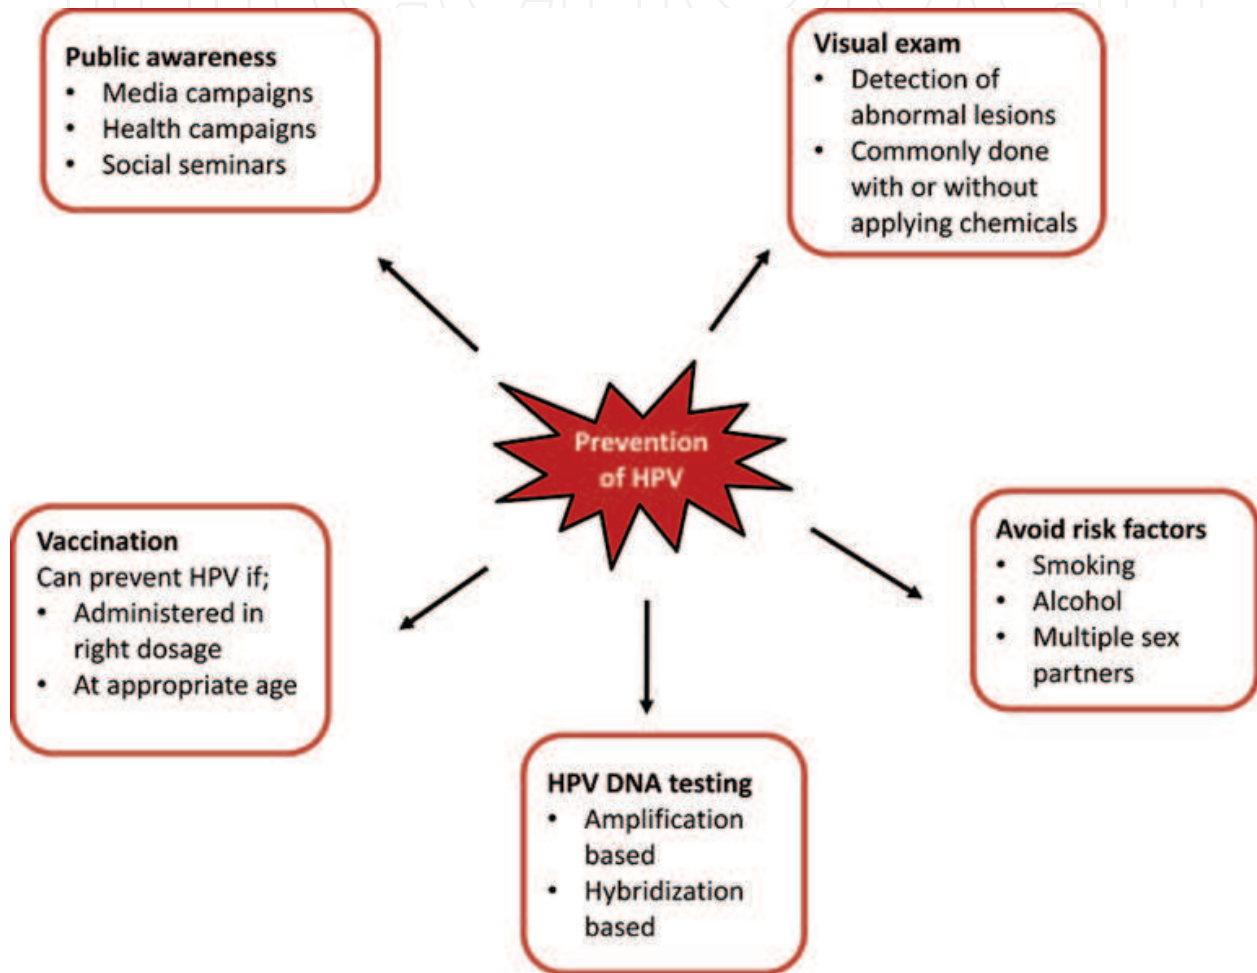 Public awareness
• Media campaigns
• Health campaigns
• Social seminars
Visual exam
• Detection of
abnormal lesions
• Commonly done
with or without
applying chemicals
Prevention
of HPV
Vaccination
Can prevent HPV if;
• Administered in
right dosage
• At appropriate age
Avoid risk factors
• Smoking
• Alcohol
• Multiple sex
partners
HPV DNA testing
• Amplification
based
• Hybridization
based